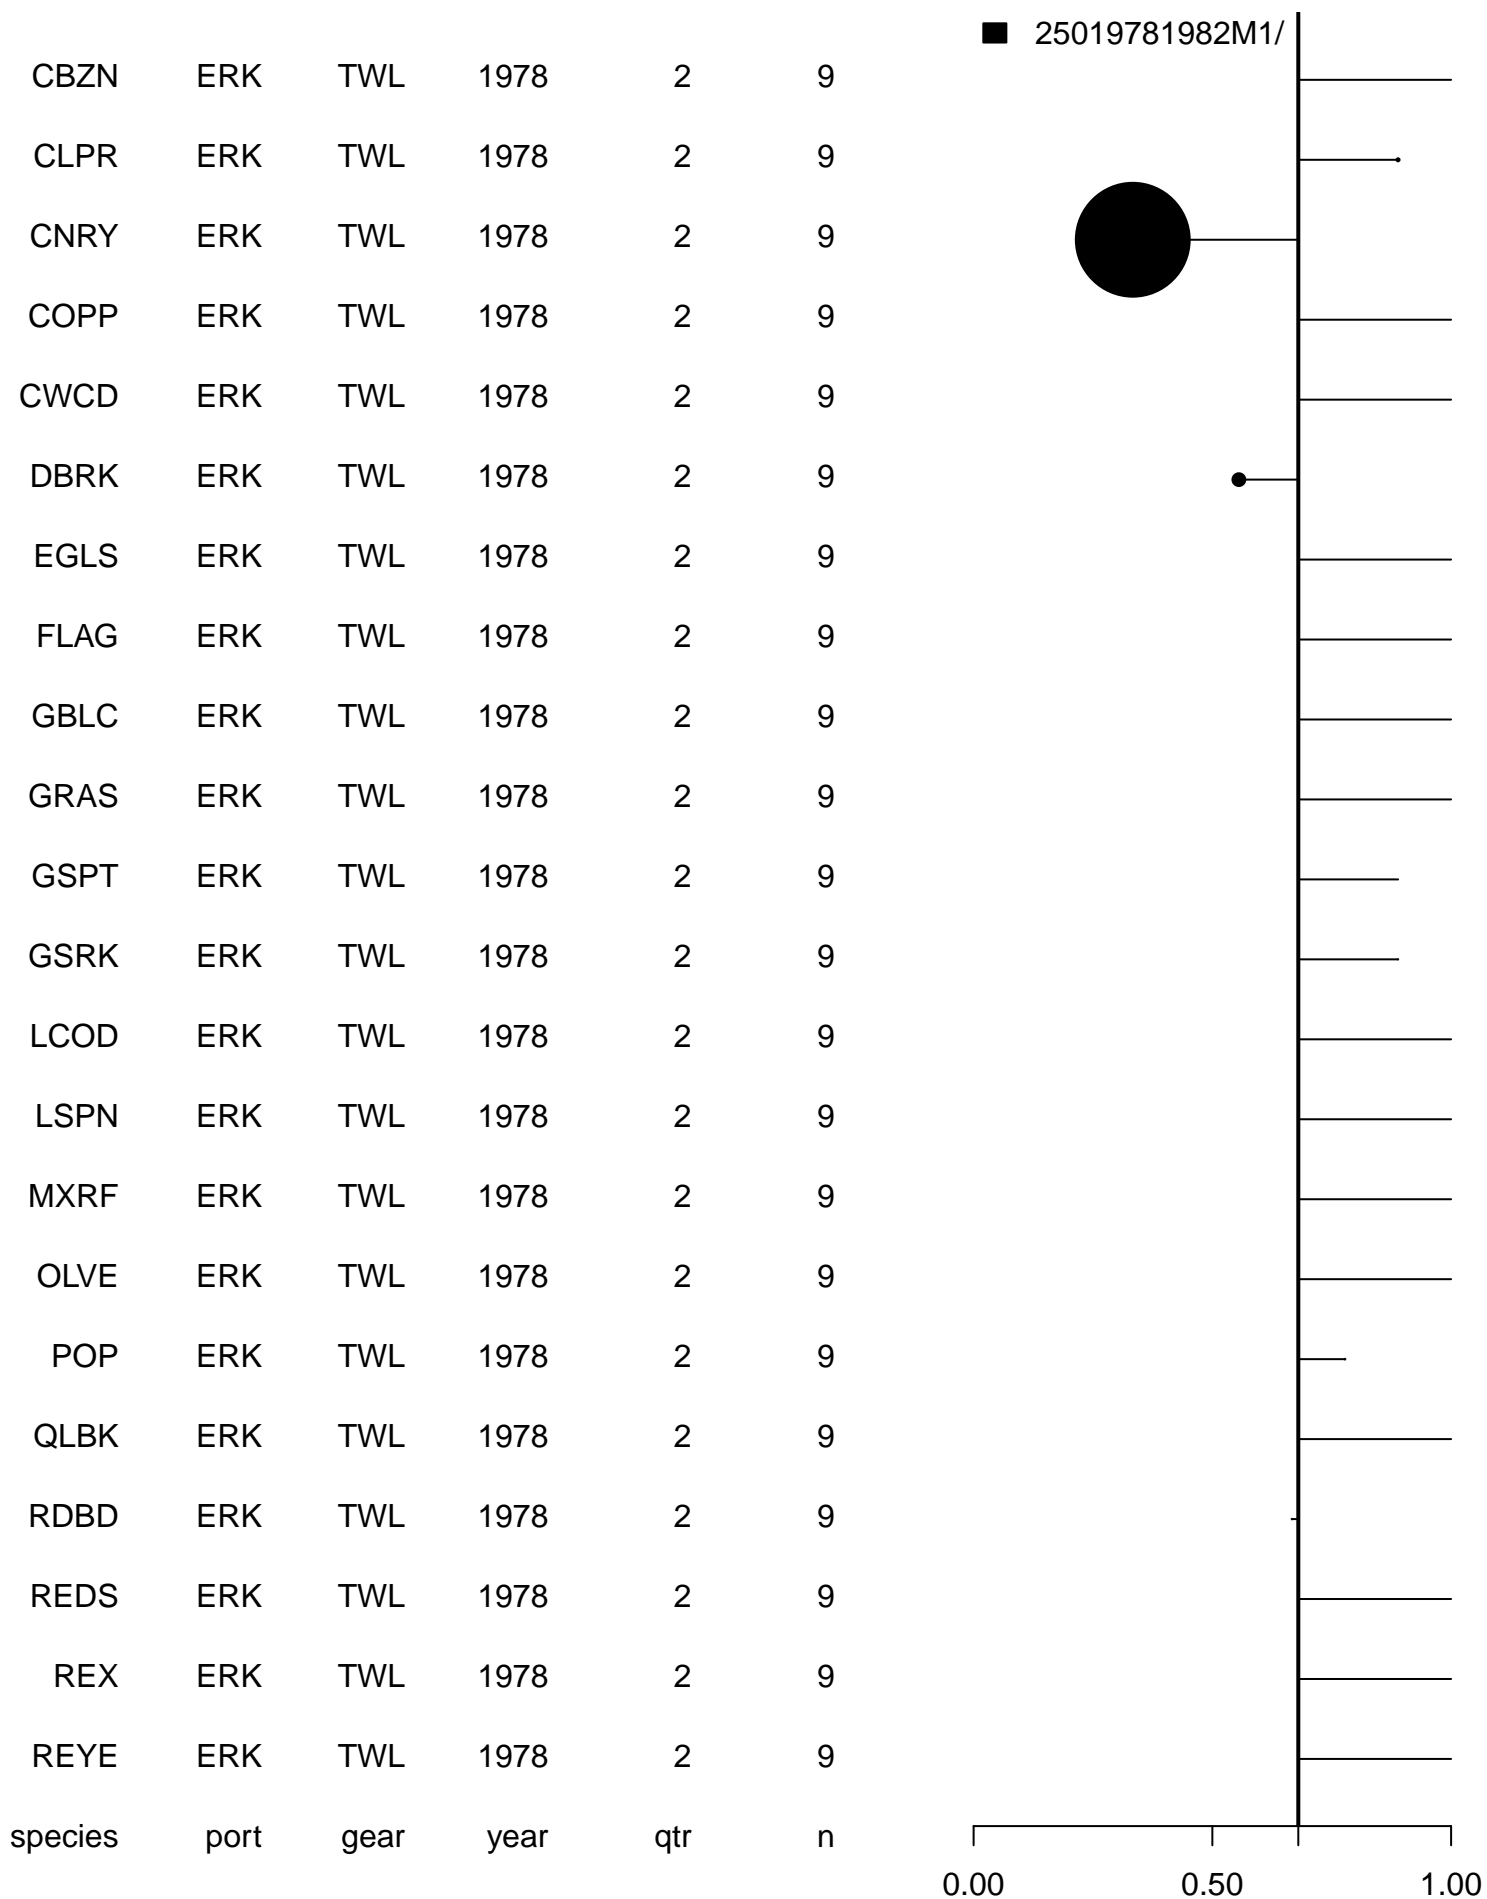 25019781982M1/
CBZN ERK TWL 1978 2 9
CLPR ERK TWL 1978 2 9
CNRY ERK TWL 1978 2 9
COPP ERK TWL 1978 2 9
CWCD ERK TWL 1978 2 9
DBRK ERK TWL 1978 2 9
EGLS ERK TWL 1978 2 9
FLAG ERK TWL 1978 2 9
GBLC ERK TWL 1978 2 9
GRAS ERK TWL 1978 2 9
GSPT ERK TWL 1978 2 9
GSRK ERK TWL 1978 2 9
LCOD ERK TWL 1978 2 9
LSPN ERK TWL 1978 2 9
MXRF ERK TWL 1978 2 9
OLVE ERK TWL 1978 2 9
POP ERK TWL 1978 2 9
QLBK ERK TWL 1978 2 9
RDBD ERK TWL 1978 2 9
REDS ERK TWL 1978 2 9
REX ERK TWL 1978 2 9
REYE ERK TWL 1978 2 9
species port gear year qtr n
0.00 0.50 1.00